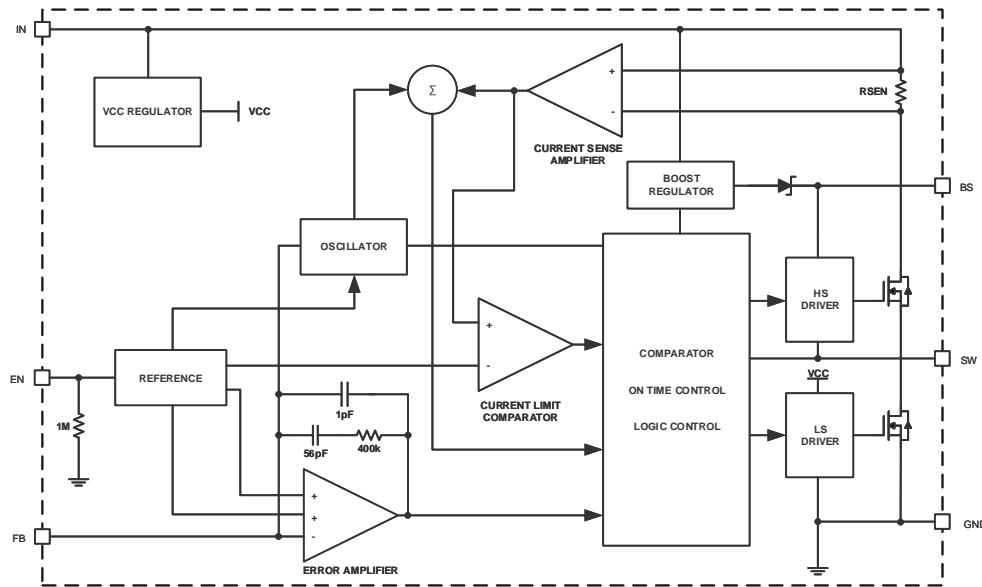 IN
VCC REGULATOR
VCC
Σ
+
-
RSEN
CURRENT SENSE
AMPLIFIER
BOOST
REGULATOR
BS
OSCILLATOR
HS
DRIVER
+
-
COMPARATOR
ON TIME CONTROL
LOGIC CONTROL
SW
EN
REFERENCE
VCC
1M
1pF
CURRENT LIMIT
COMPARATOR
LS
DRIVER
56pF
400k
+
+
-
FB
GND
ERROR AMPLIFIER